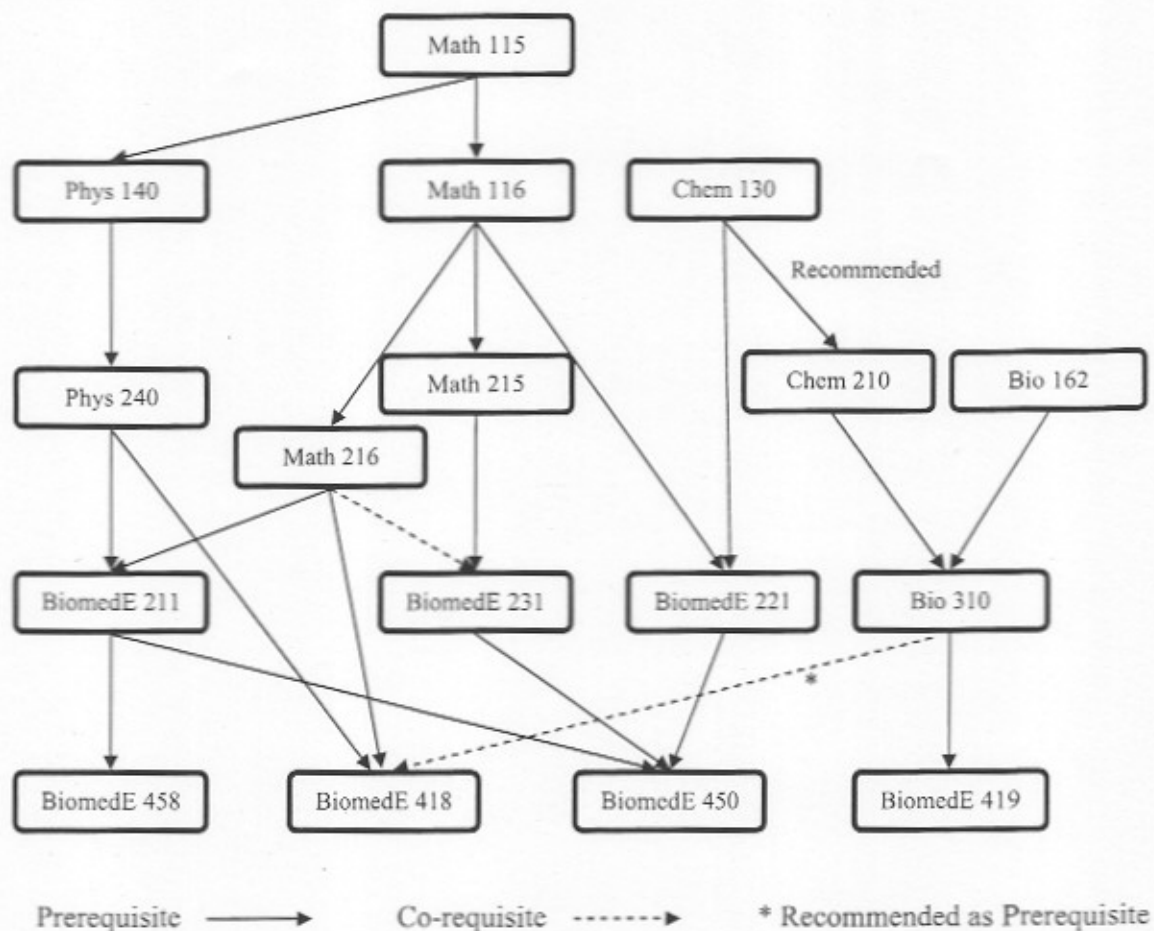 Math 115
Phys 140
Math 116
Chem 130
Recommended
Phys 240
Math 215
Chem 210
Bio 162
Math 216
BiomedE 211
BiomedE 231
BiomedE 221
Bio 310
*
BiomedE 458
BiomedE 418
BiomedE 450
BiomedE 419
Prerequisite
Co-requisite
* Recommended as Prerequisite